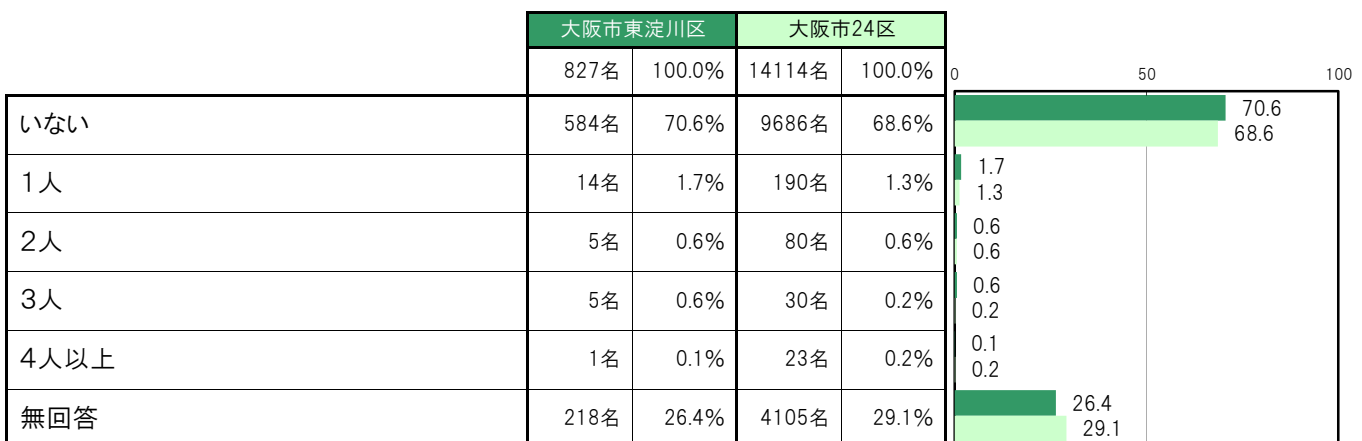 大阪市東淀川区 大阪市24区
827名 100.0% 14114名 100.0% 0 50 100
いない 584名 70.6% 9686名 68.6% 70.6
68.6
1人 14名 1.7% 190名 1.3% 1.7
1.3
2人 5名 0.6% 80名 0.6% 0.6
0.6
3人 5名 0.6% 30名 0.2% 0.6
0.2
4人以上 1名 0.1% 23名 0.2% 0.1
0.2
無回答 218名 26.4% 4105名 29.1% 26.4
29.1